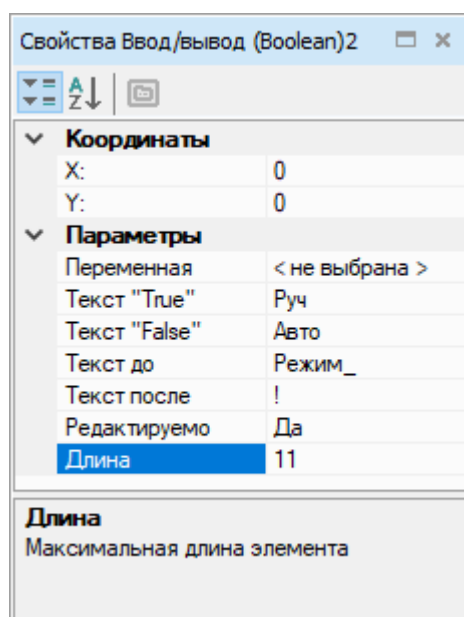 Свойства Ввод/вывод (Boolean)2
Координаты
X: 0
Y: 0
Параметры
Переменная < не выбрана >
Текст "True" Руч
Текст "False" Авто
Текст до Режим_
Текст после !
Редактируемо Да
Длина 11
Длина
Максимальная длина элемента